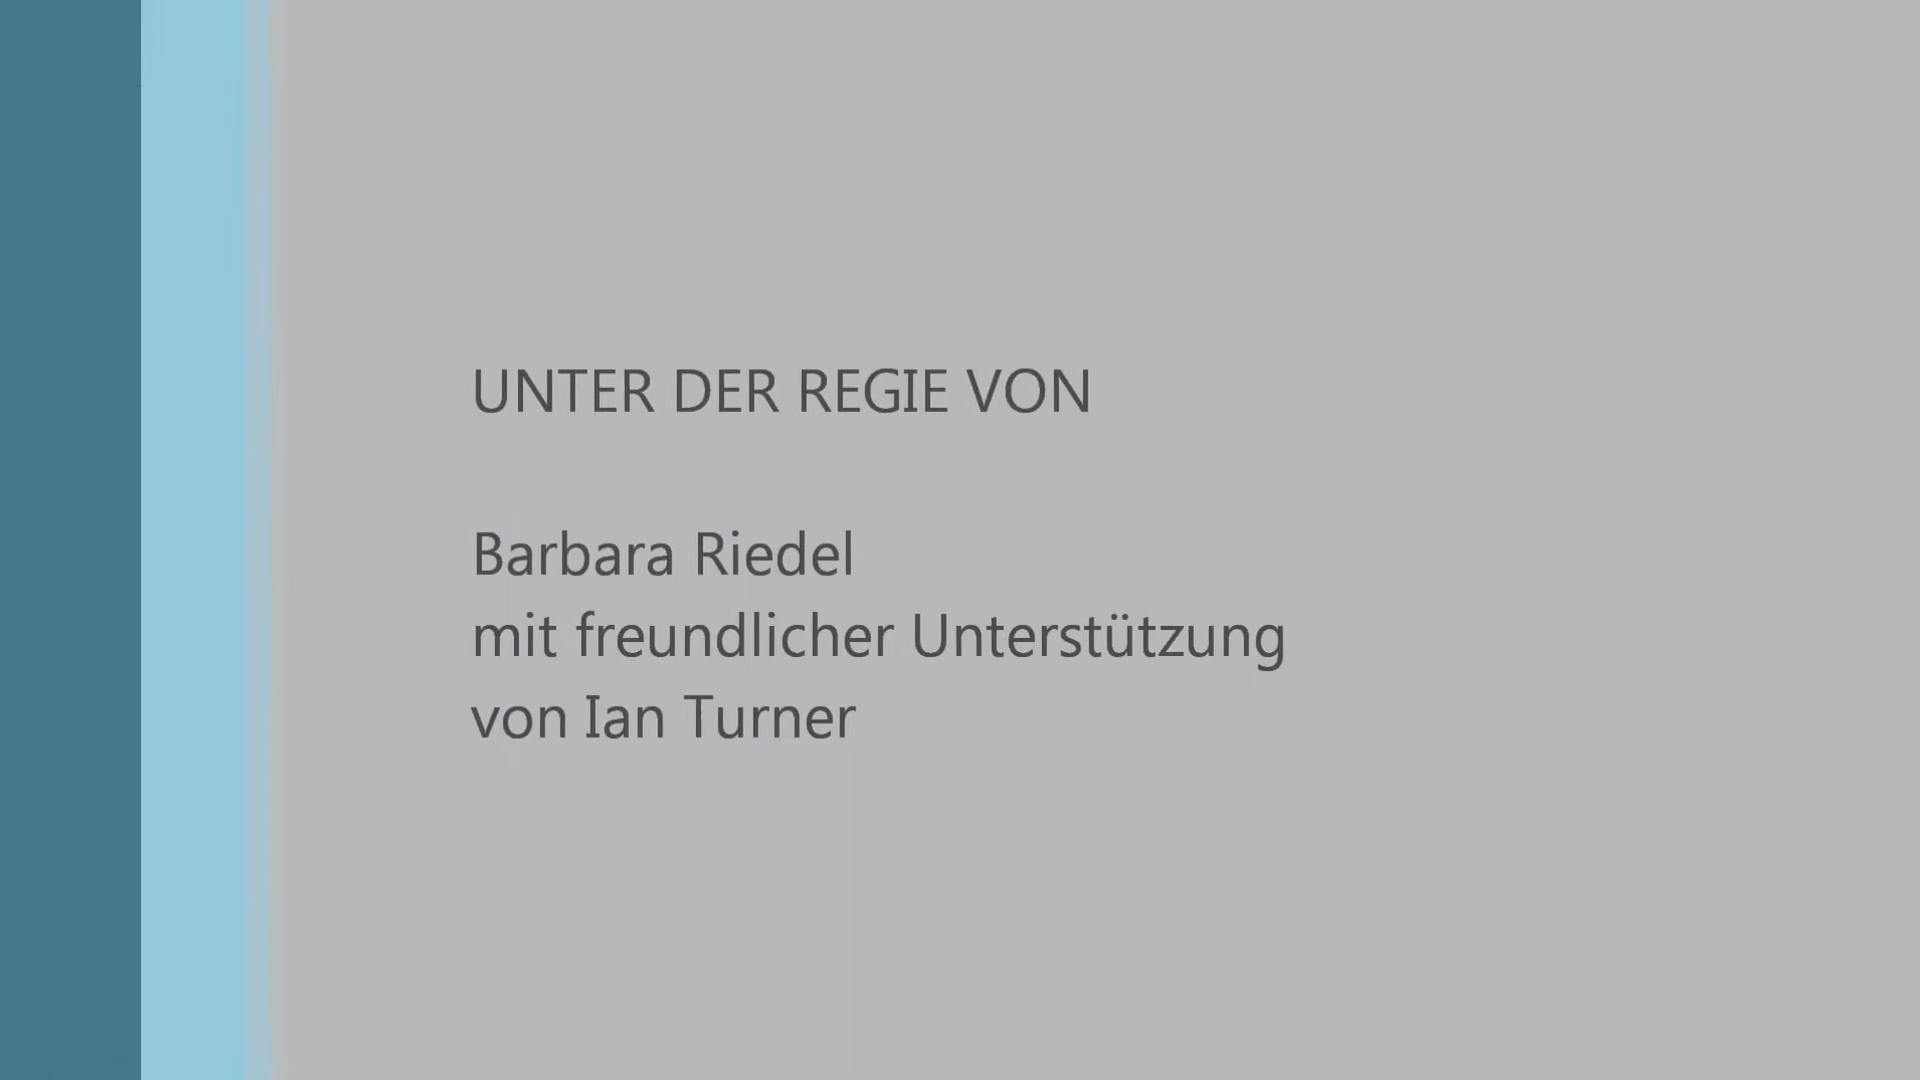 UNTER DER REGIE VON
Barbara Riedel
mit freundlicher Unterstützung
von Ian Turner